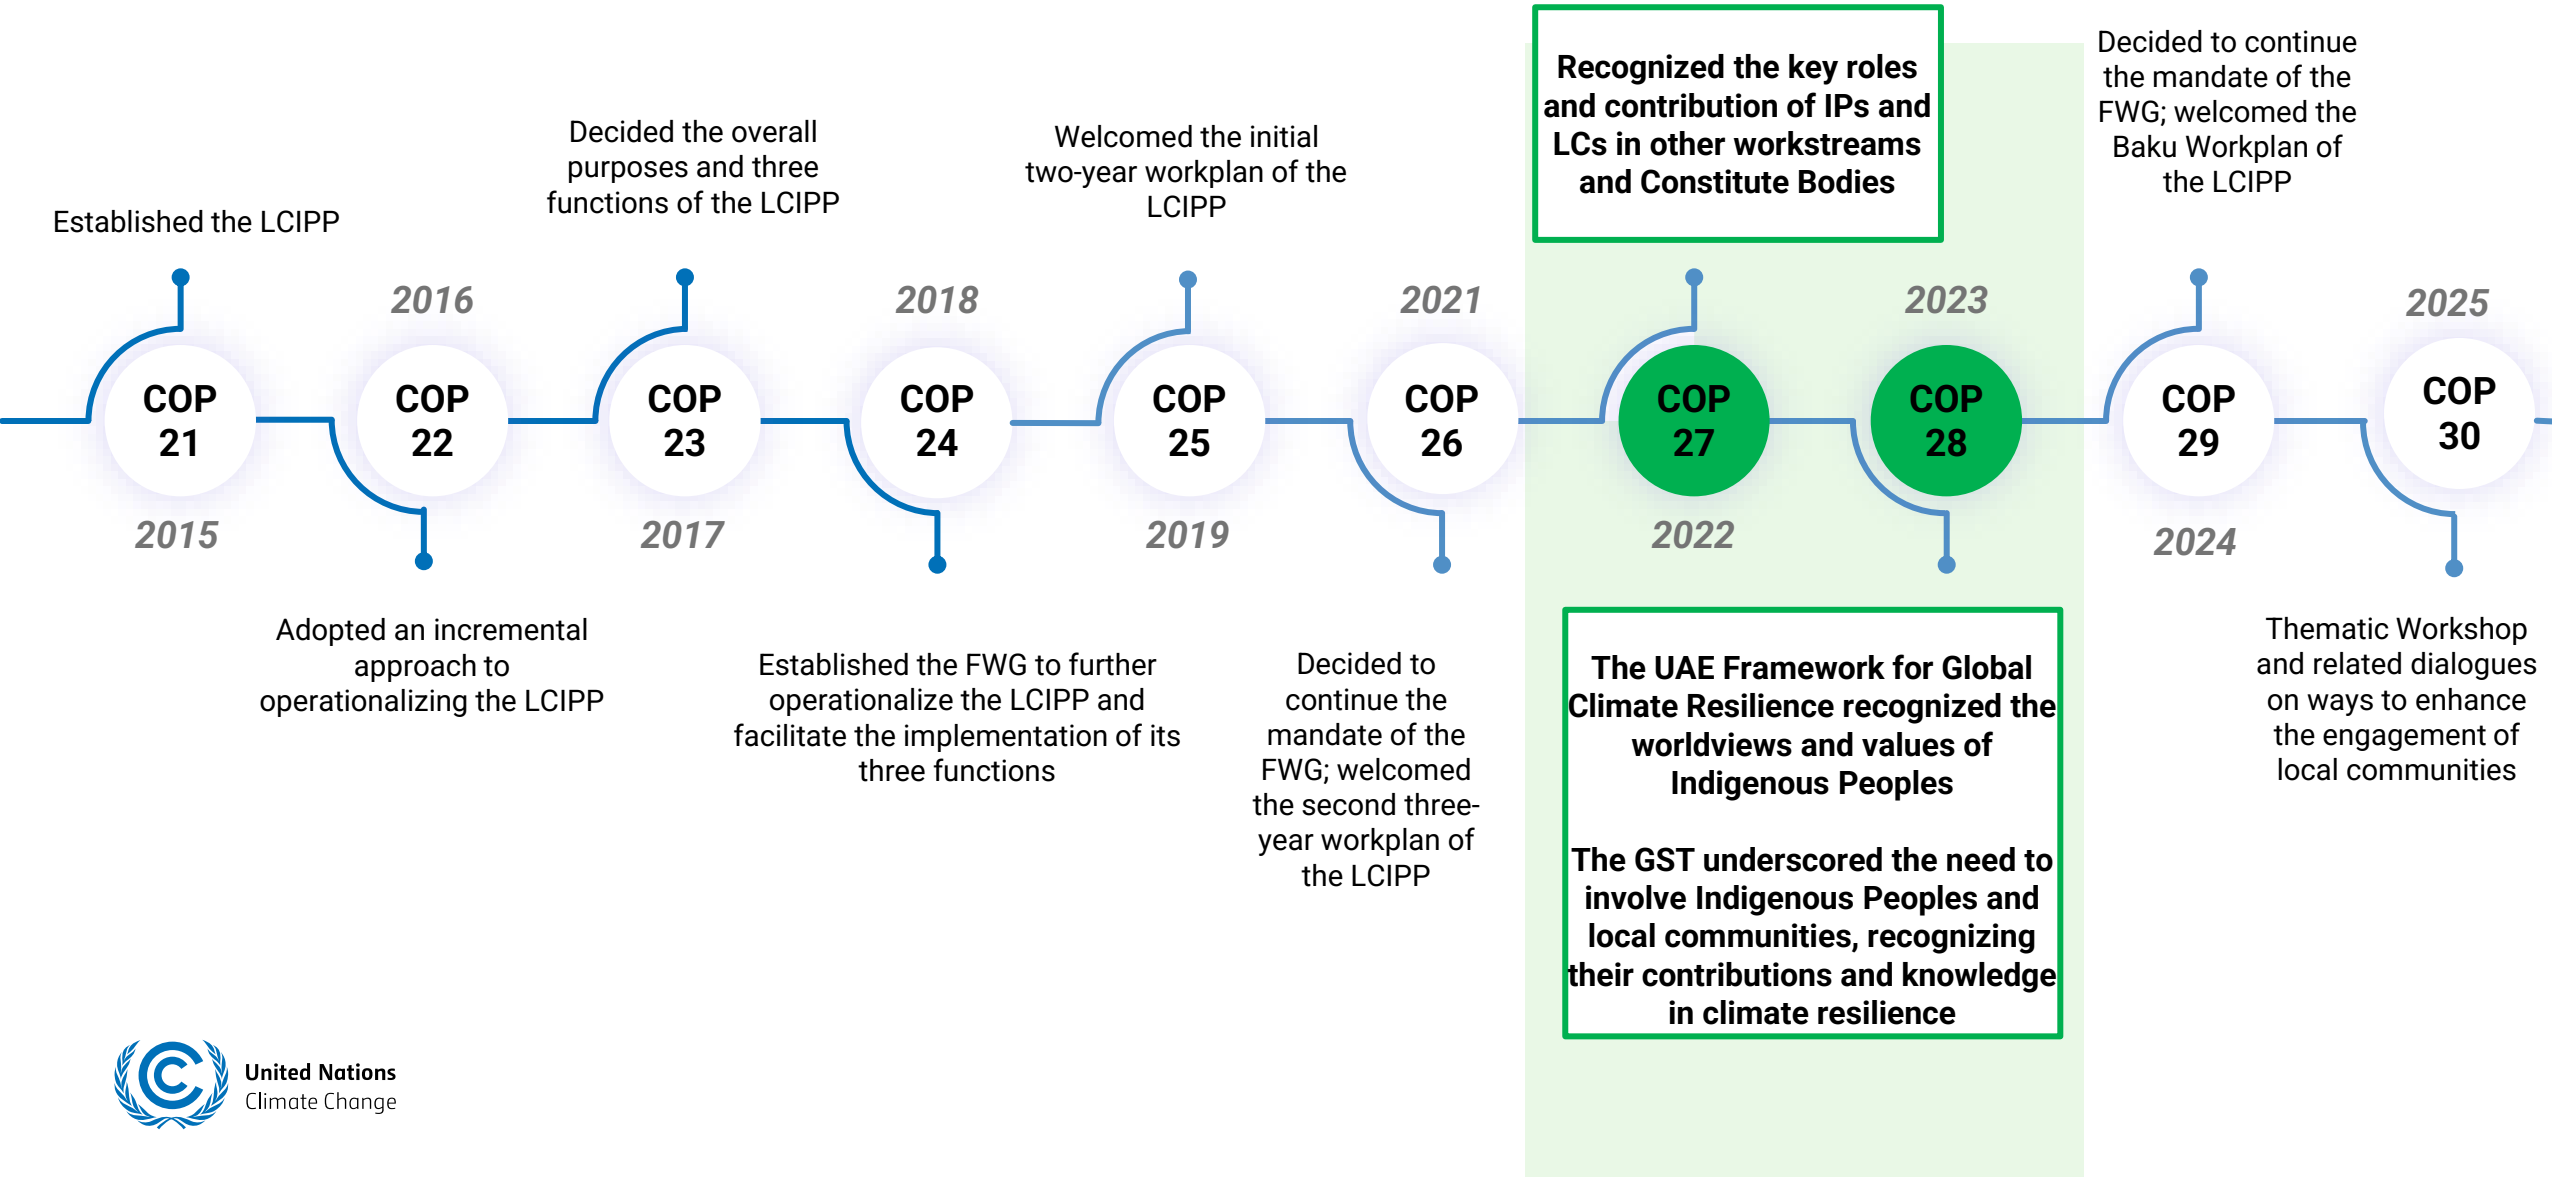 Established the LCIPP
COP
21
2015
2016
COP
22
Adopted an incremental
approach to
operationalizing the LCIPP
Decided the overall
purposes and three
functions of the LCIPP
COP
23
2017
2018
COP
24
Established the FWG to further
operationalize the LCIPP and
facilitate the implementation of its
three functions
Welcomed the initial
two-year workplan of the
LCIPP
COP
25
2019
2021
COP
26
Decided to
continue the
mandate of the
FWG; welcomed
the second three-
year workplan of
the LCIPP
Recognized the key roles
and contribution of IPs and
LCs in other workstreams
and Constitute Bodies
COP
27
2022
2023
COP
28
The UAE Framework for Global
Climate Resilience recognized the
worldviews and values of
Indigenous Peoples
The GST underscored the need to
involve Indigenous Peoples and
local communities, recognizing
their contributions and knowledge
in climate resilience
Decided to continue
the mandate of the
FWG; welcomed the
Baku Workplan of
the LCIPP
COP
29
2024
2025
COP
30
Thematic Workshop
and related dialogues
on ways to enhance
the engagement of
local communities
United Nations
Climate Change